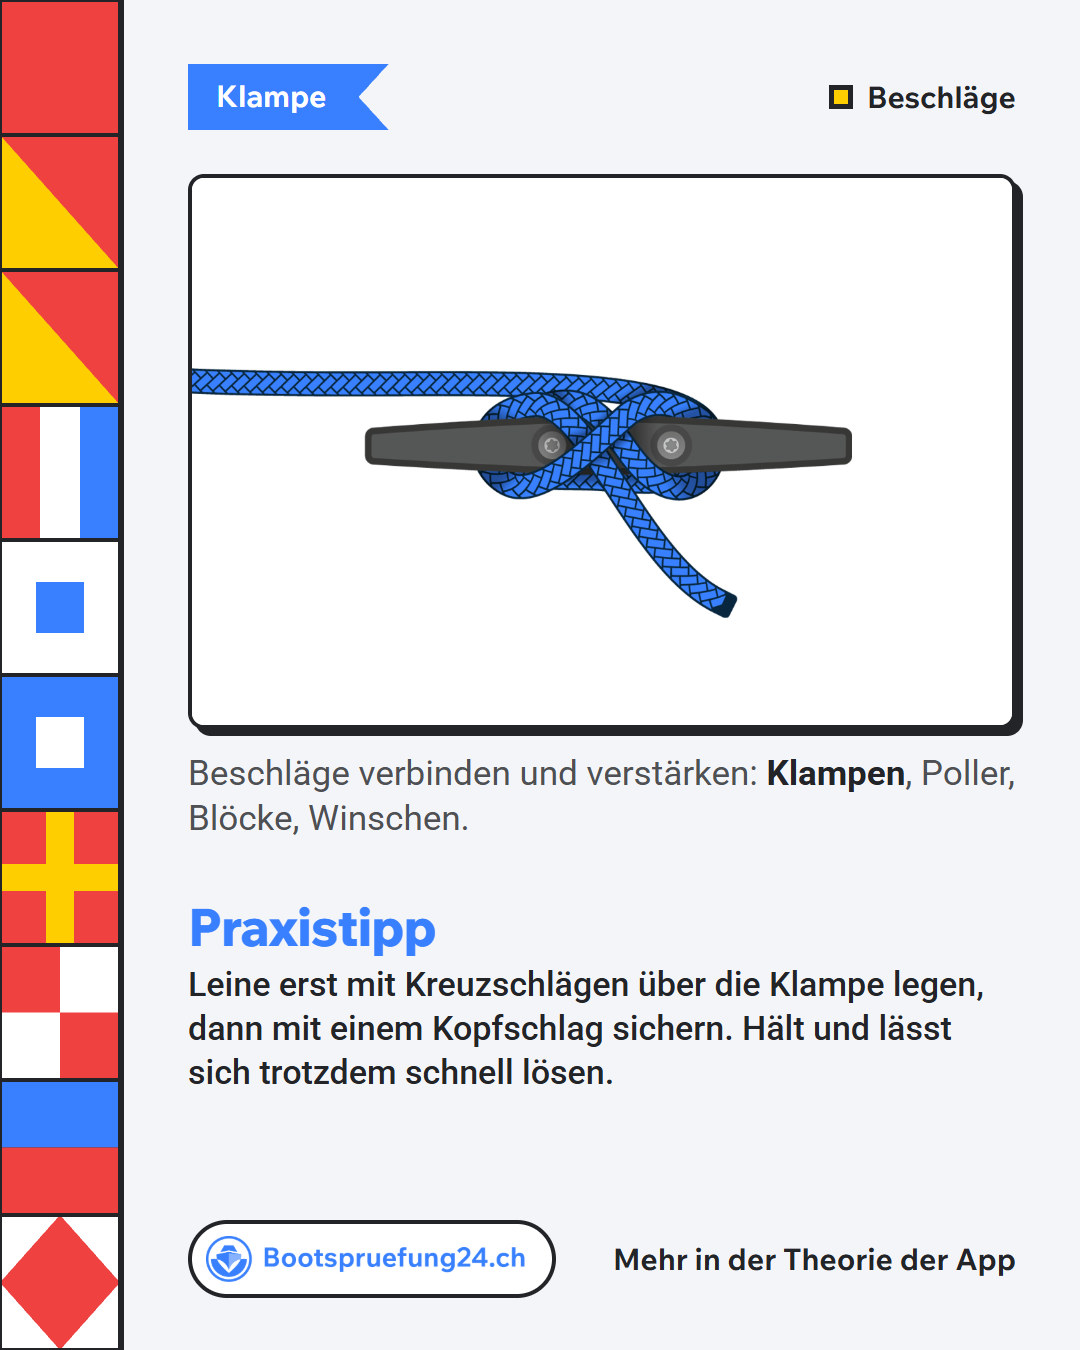 Klampe
Beschläge
Beschläge verbinden und verstärken: Klampen, Poller,
Blöcke, Winschen.
Praxistipp
Leine erst mit Kreuzschlägen über die Klampe legen,
dann mit einem Kopfschlag sichern. Hält und lässt
sich trotzdem schnell lösen.
Bootspruefung24.ch
Mehr in der Theorie der App